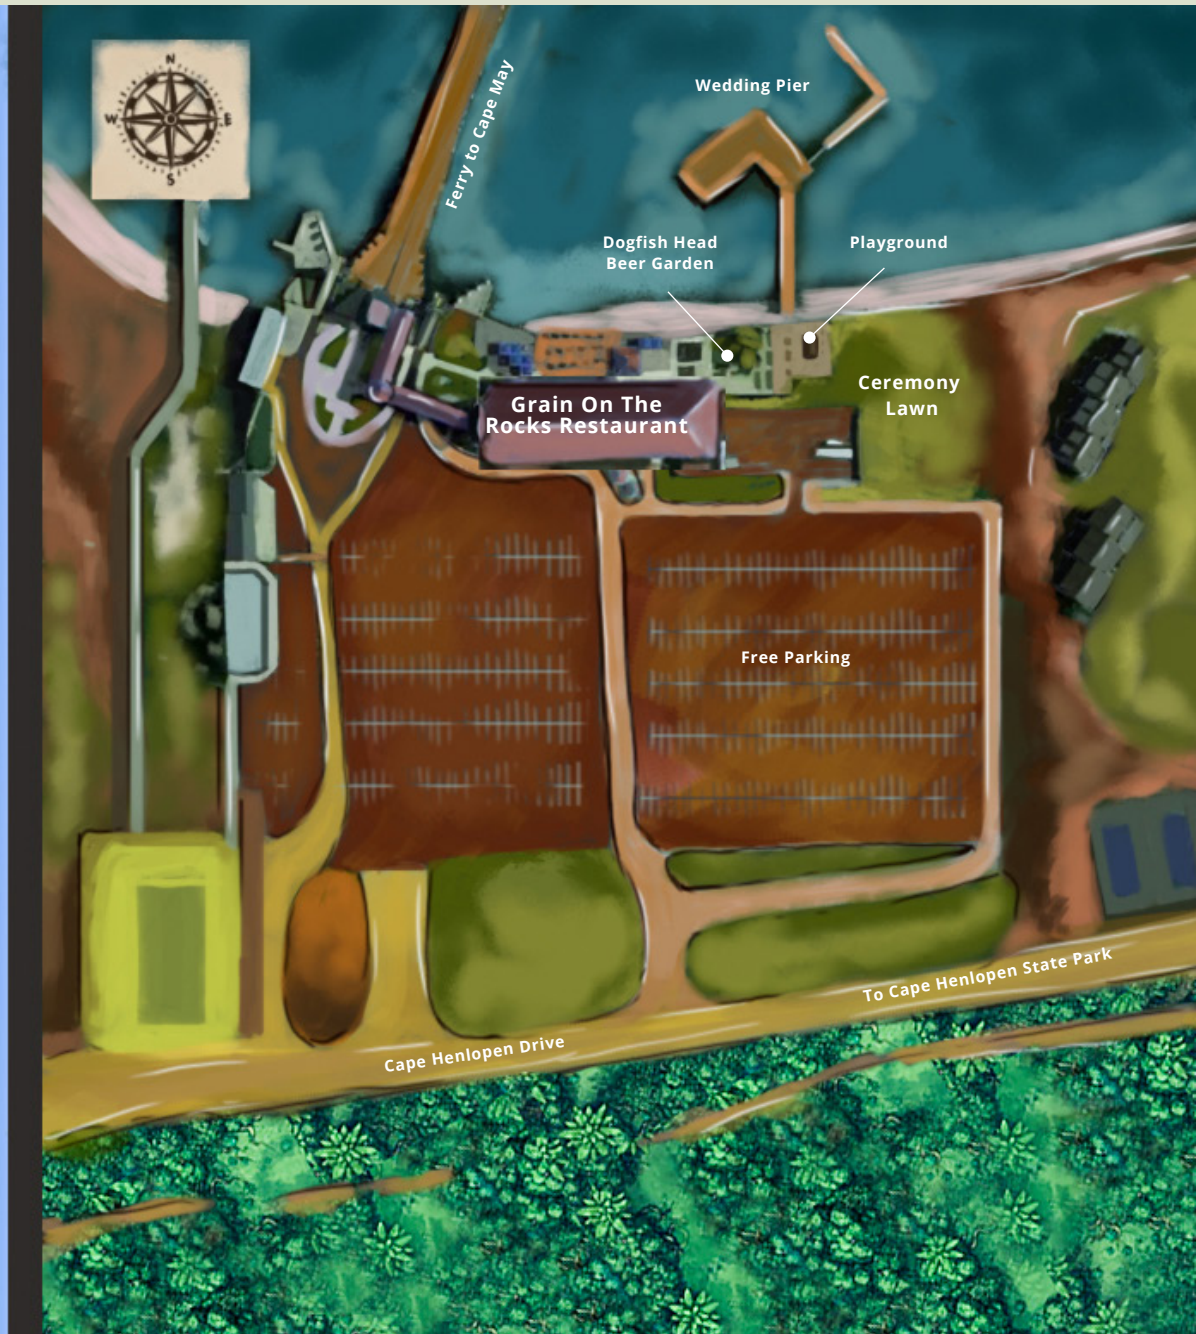 N
W
E
S
Ferry to Cape May
Wedding Pier
Dogfish Head
Beer Garden
Playground
Ceremony
Lawn
Grain On The
Rocks Restaurant
Free Parking
To Cape Henlopen State Park
Cape Henlopen Drive